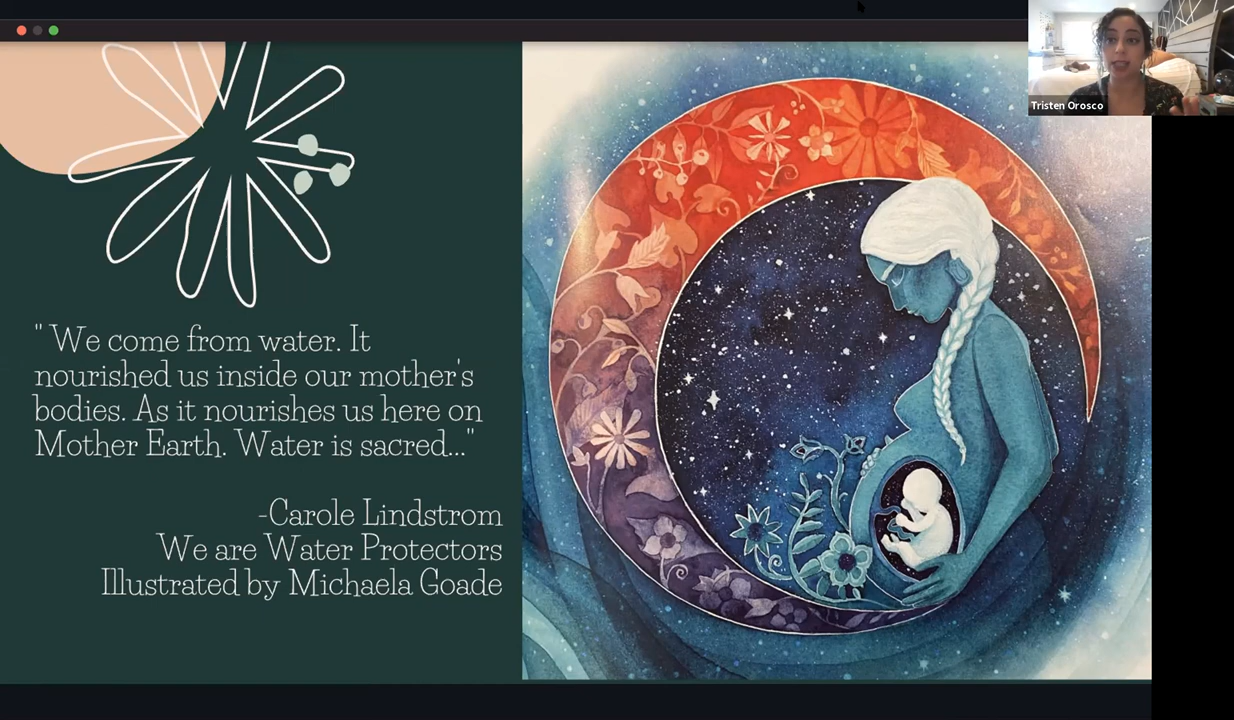 Tristen Orosco
" We come from water. It
nourished us inside our mother's
bodies. As it nourishes us here on
Mother Earth. Water is sacred..."
-Carole Lindstrom
We are Water Protectors
Illustrated by Michaela Goade